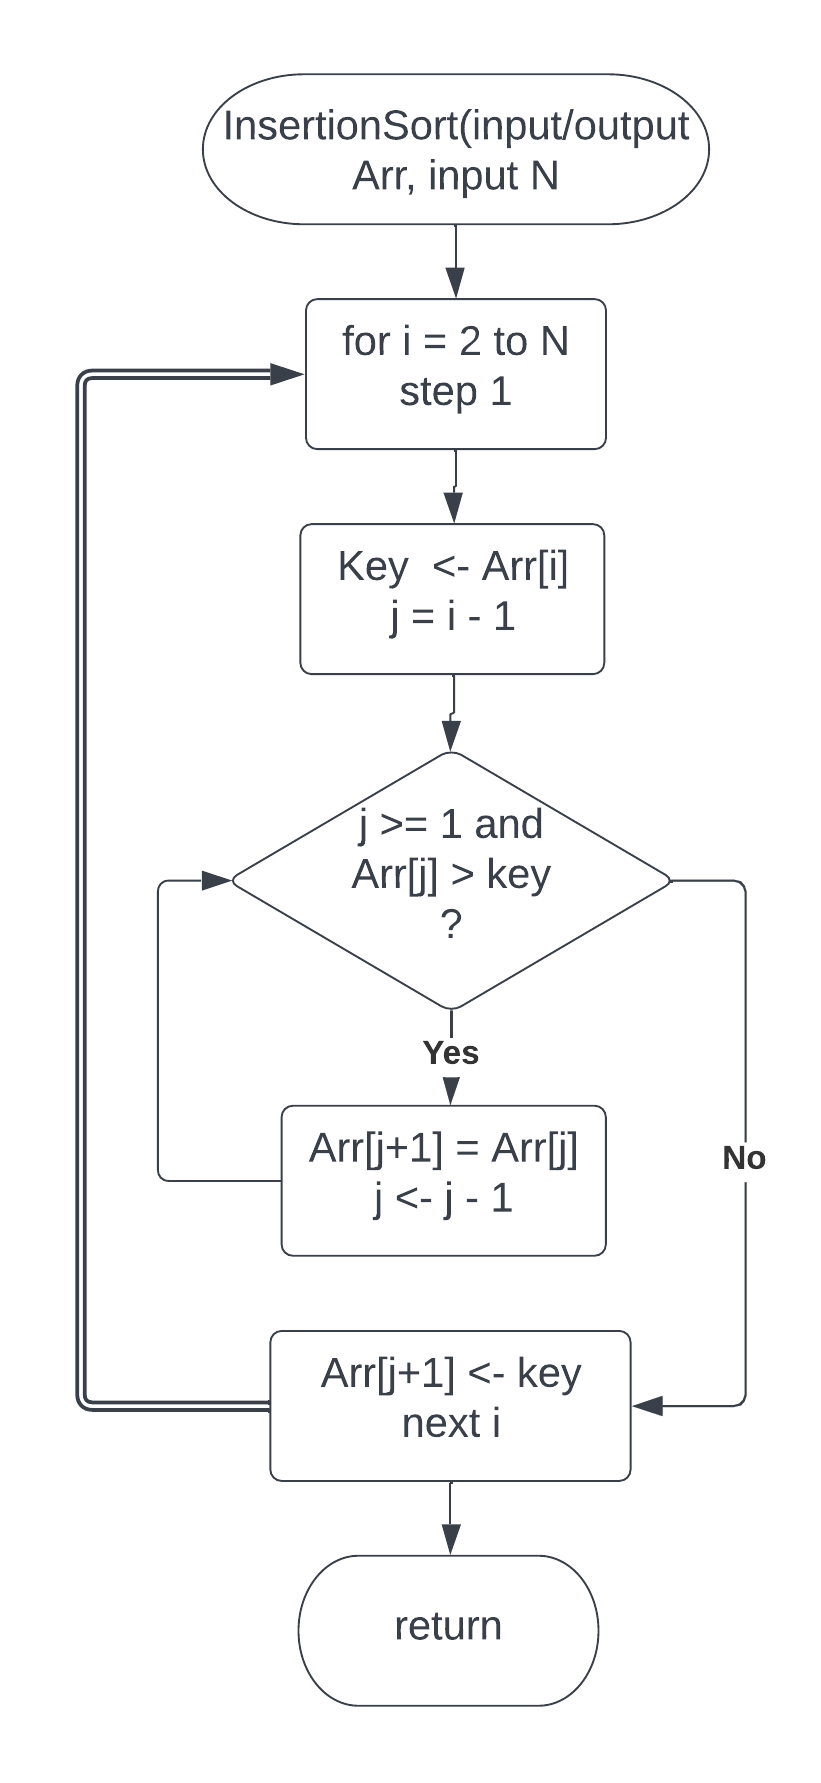 InsertionSort(input/output
Arr, input N
for i = 2 to N
step 1
Key  <- Arr[i]
j = i - 1
j >= 1 and
Arr[j] > key
?
Yes
Arr[j+1] = Arr[j]
j <- j - 1
No
Arr[j+1] <- key
next i
return